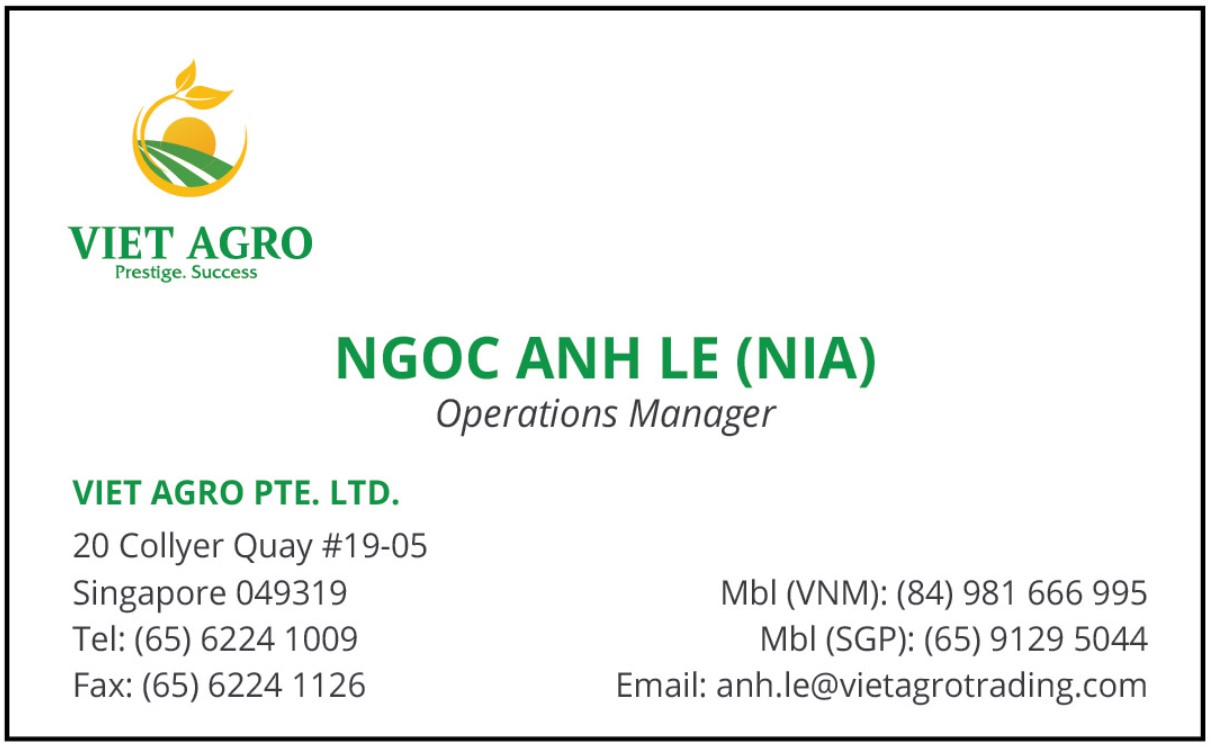 VIET AGRO
Prestige. Success
NGOC ANH LE (NIA)
Operations Manager
VIET AGRO PTE. LTD.
20 Collyer Quay #19-05
Singapore 049319
Tel: (65) 6224 1009
Fax: (65) 6224 1126
Mbl (VNM): (84) 981 666 995
Mbl (SGP): (65) 9129 5044
Email: anh.le@vietagrotrading.com